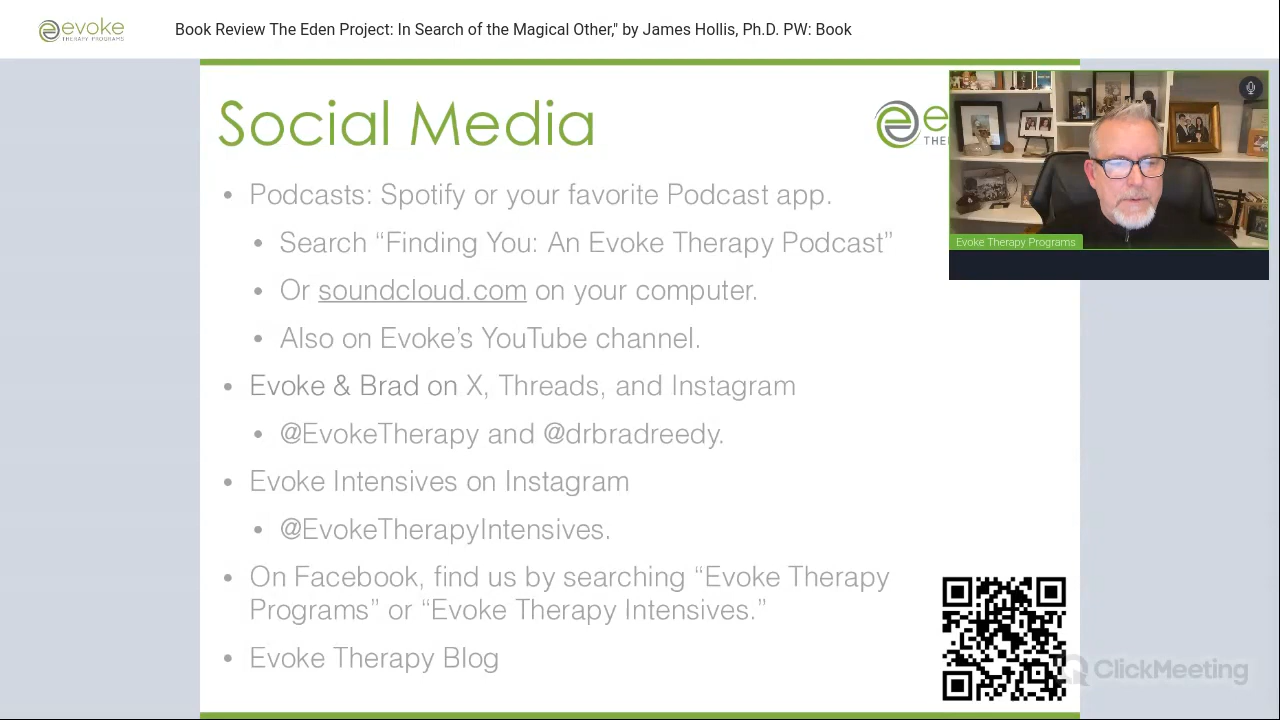 evoke
THERAPY PROGRAMS
Book Review The Eden Project: In Search of the Magical Other," by James Hollis, Ph.D. PW: Book
Social Media
e
THE
Evoke Therapy Programs
• Podcasts: Spotify or your favorite Podcast app.
• Search “Finding You: An Evoke Therapy Podcast”
• Or soundcloud.com on your computer.
• Also on Evoke’s YouTube channel.
• Evoke & Brad on X, Threads, and Instagram
• @EvokeTherapy and @drbradreedy.
• Evoke Intensives on Instagram
• @EvokeTherapyIntensives.
• On Facebook, find us by searching “Evoke Therapy
Programs” or “Evoke Therapy Intensives.”
• Evoke Therapy Blog
ClickMeeting